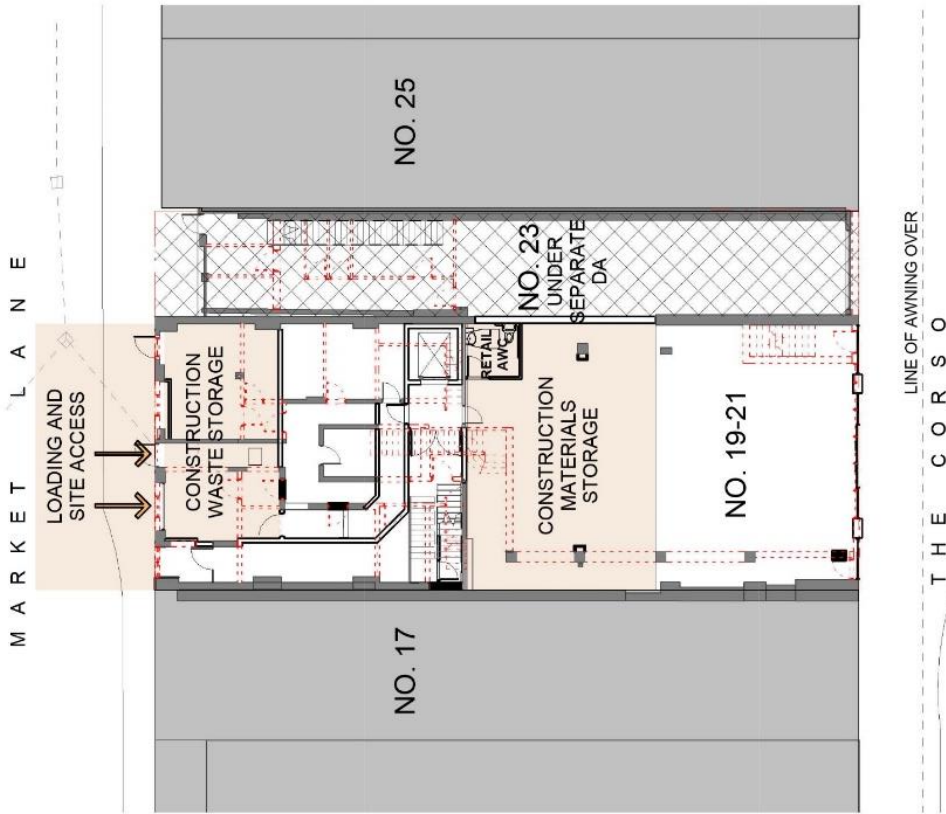 MARKET LANE
LOADING AND
SITE ACCESS
CONSTRUCTION
WASTE STORAGE
NO. 25
NO. 23
UNDER
SEPARATE
DA
RETAIL
AWC
CONSTRUCTION
MATERIALS
STORAGE
NO. 19-21
NO. 17
LINE OF AWNING OVER
THE CORSO